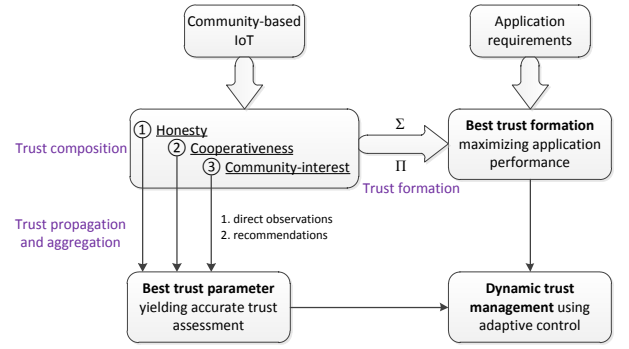 Community-based
IoT
Application
requirements
Trust composition
① Honesty
② Cooperativeness
③ Community-interest
Σ
Π
Trust formation
Best trust formation
maximizing application
performance
Trust propagation
and aggregation
1. direct observations
2. recommendations
Best trust parameter
yielding accurate trust
assessment
Dynamic trust
management using
adaptive control